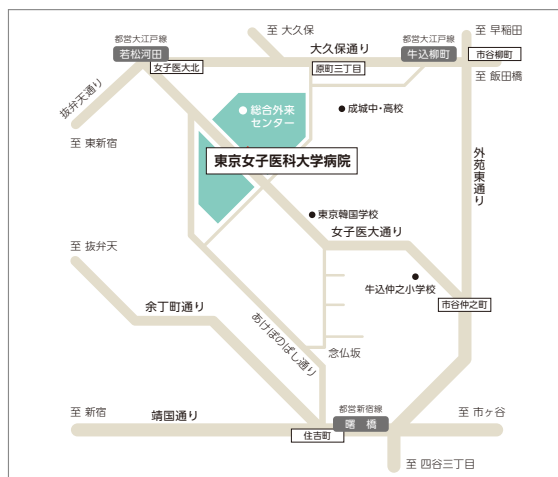 至 大久保
至 早稲田
都営大江戸線
若松河田
大久保通り
都営大江戸線
牛込柳町
市谷柳町
女子医大北
原町三丁目
至 飯田橋
抜弁天通り
総合外来
センター
成城中・高校
至 東新宿
東京女子医科大学病院
外苑東通り
東京韓国学校
女子医大通り
至 抜弁天
牛込仲之小学校
余丁町通り
市谷仲之町
あけぼのばし通り
念仏坂
至 新宿
靖国通り
都営新宿線
曙 橋
住吉町
至 市ヶ谷
至 四谷三丁目